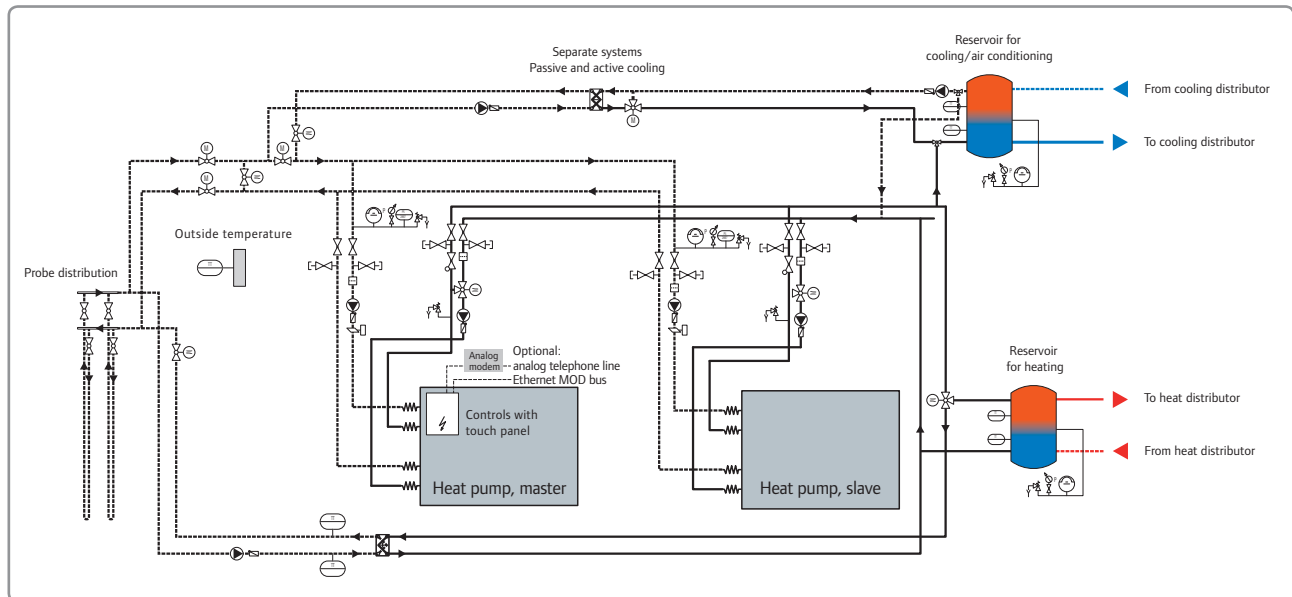 Separate systems
Passive and active cooling
Reservoir for
cooling/air conditioning
From cooling distributor
To cooling distributor
M
M
M
M
P
P
P
Outside temperature
Probe distribution
Analog
modem
Optional:
analog telephone line
Ethernet MOD bus
Controls with
touch panel
Heat pump, master
Heat pump, slave
Reservoir
for heating
To heat distributor
From heat distributor
P